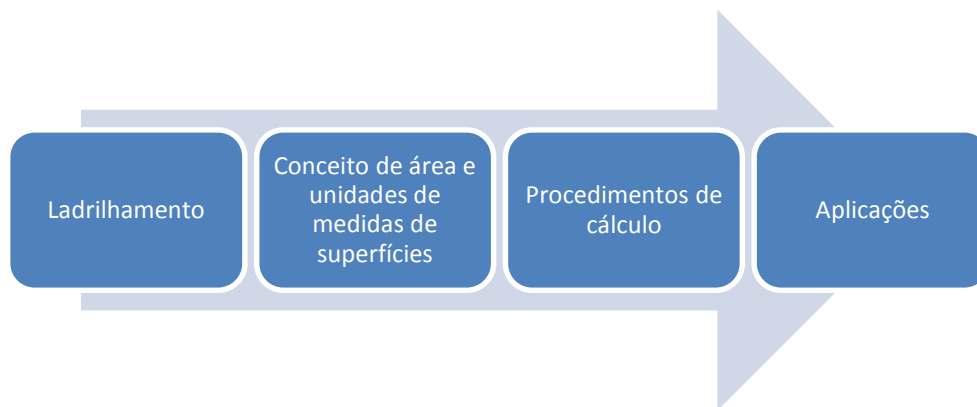 Ladrilhamento
Conceito de área e
unidades de
medidas de
superfícies
Procedimentos de
cálculo
Aplicações